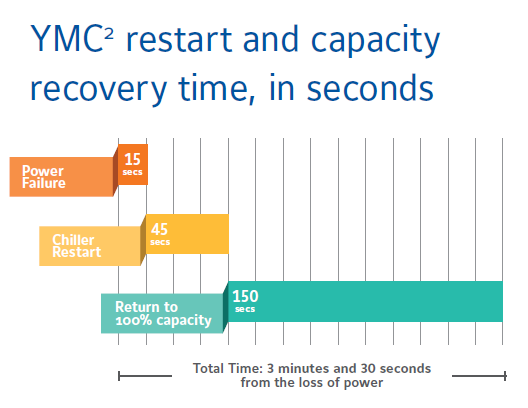 YMC² restart and capacity
recovery time, in seconds
Power
Failure
15
secs
Chiller
Restart
45
secs
Return to
100% capacity
150
secs
Total Time: 3 minutes and 30 seconds
from the loss of power